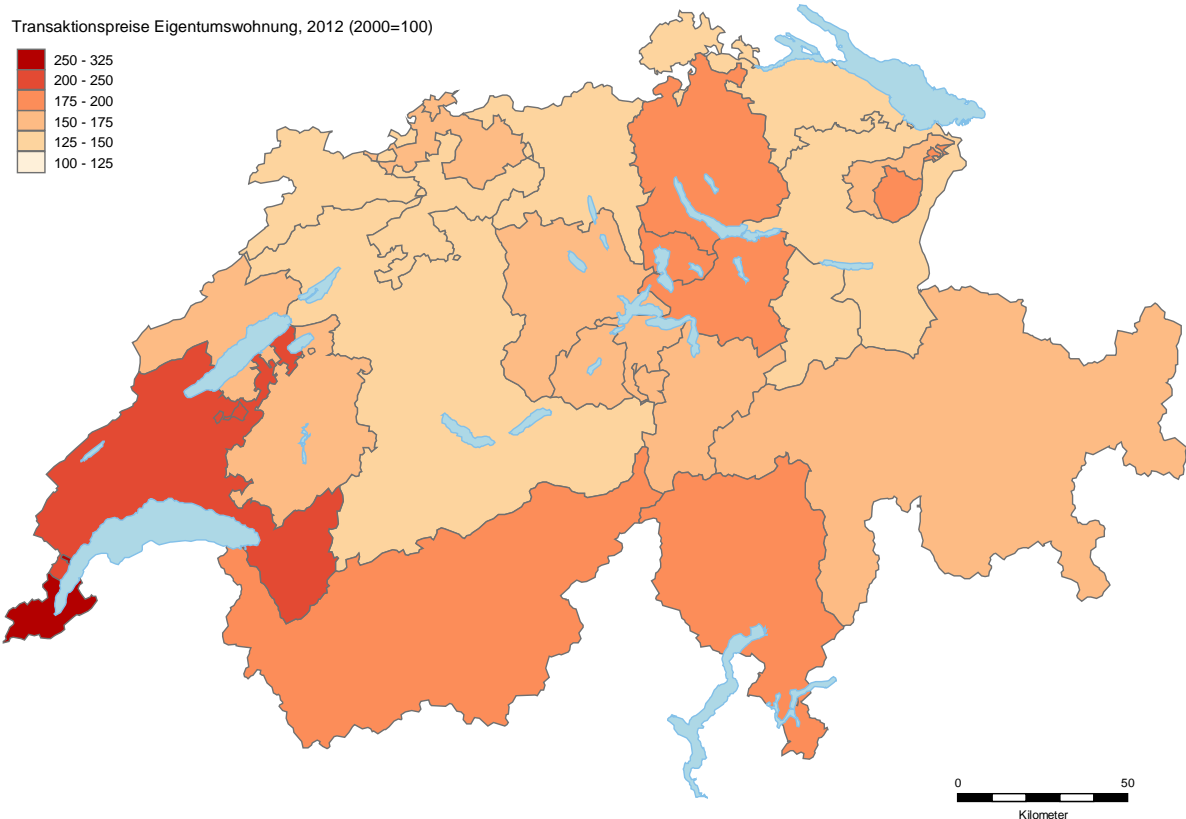 Transaktionspreise Eigentumswohnung, 2012 (2000=100)
250 - 325
200 - 250
175 - 200
150 - 175
125 - 150
100 - 125
0 50
Kilometer